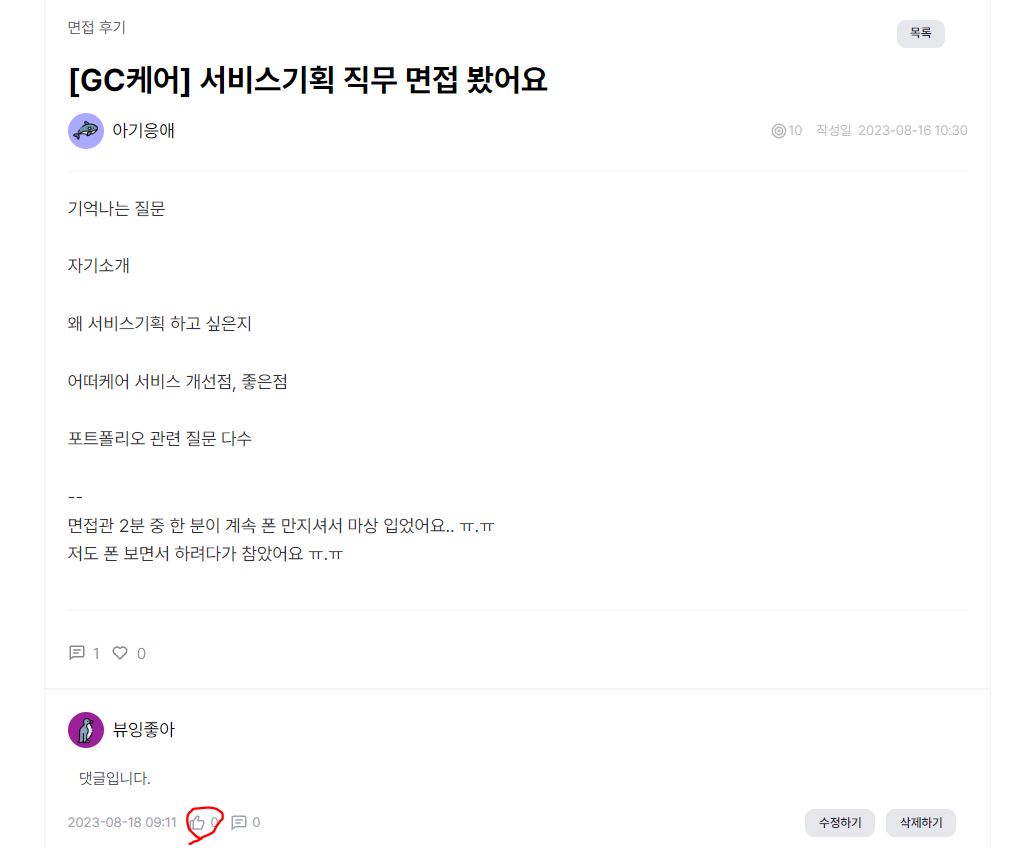 면접 후기
목록
[GC케어] 서비스기획 직무 면접 봤어요
아기응애
10 작성일 2023-08-16 10:30
기억나는 질문
자기소개
왜 서비스기획 하고 싶은지
어떠케어 서비스 개선점, 좋은점
포트폴리오 관련 질문 다수
--
면접관 2분 중 한 분이 계속 폰 만지셔서 마상 입었어요.. ㅠ.ㅠ
저도 폰 보면서 하려다가 참았어요 ㅠ.ㅠ
1 0
뷰잉좋아
댓글입니다.
2023-08-18 09:11 0 0
수정하기 삭제하기